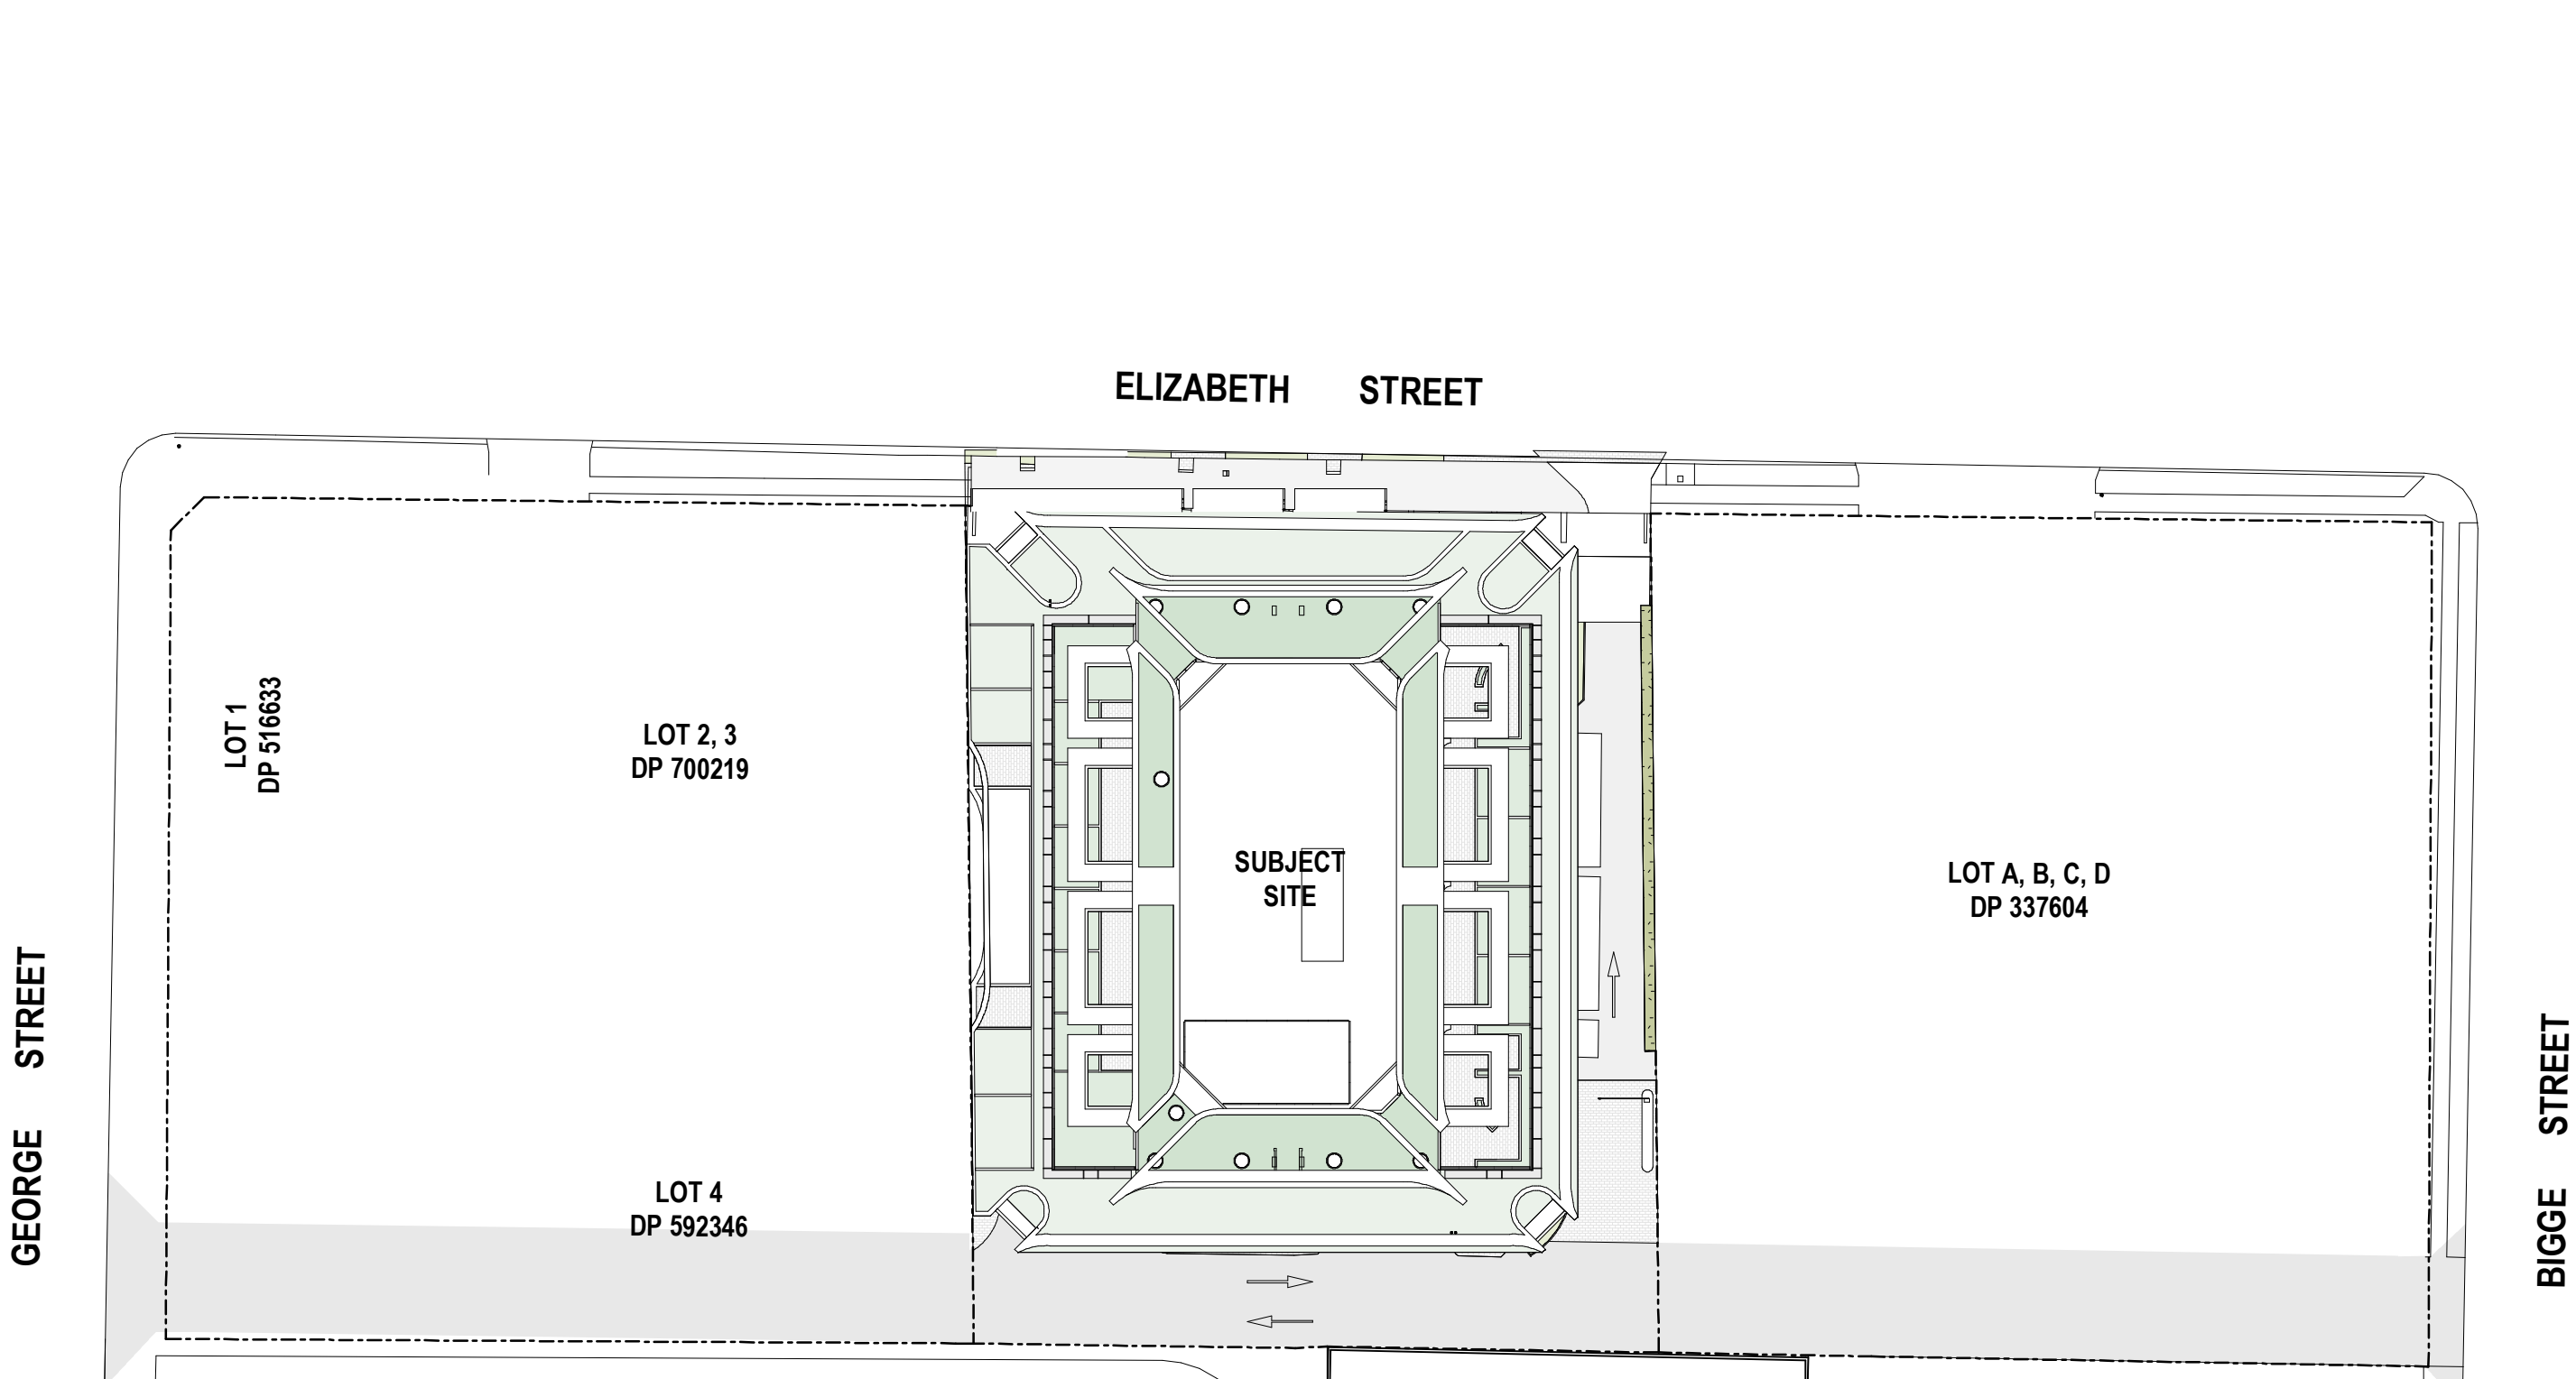 ELIZABETH STREET
LOT 1
DP 516633
LOT 2, 3
DP 700219
SUBJECT
SITE
LOT A, B, C, D
DP 337604
GEORGE STREET
LOT 4
DP 592346
BIGGE STREET